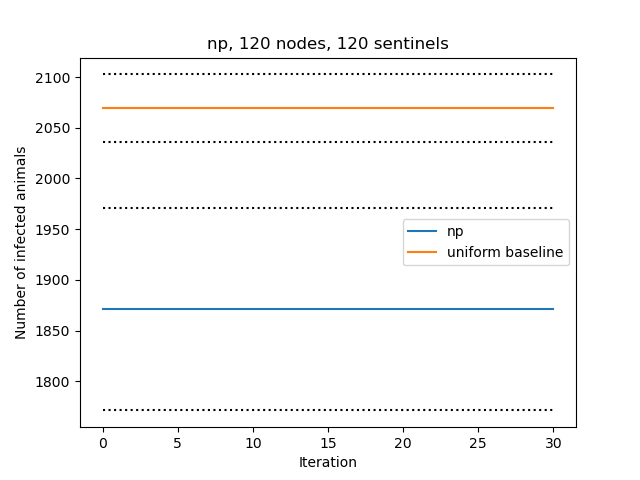 np, 120 nodes, 120 sentinels
2100
2050
2000
1950
1900
1850
1800
Number of infected animals
np
uniform baseline
0 5 10 15 20 25 30
Iteration